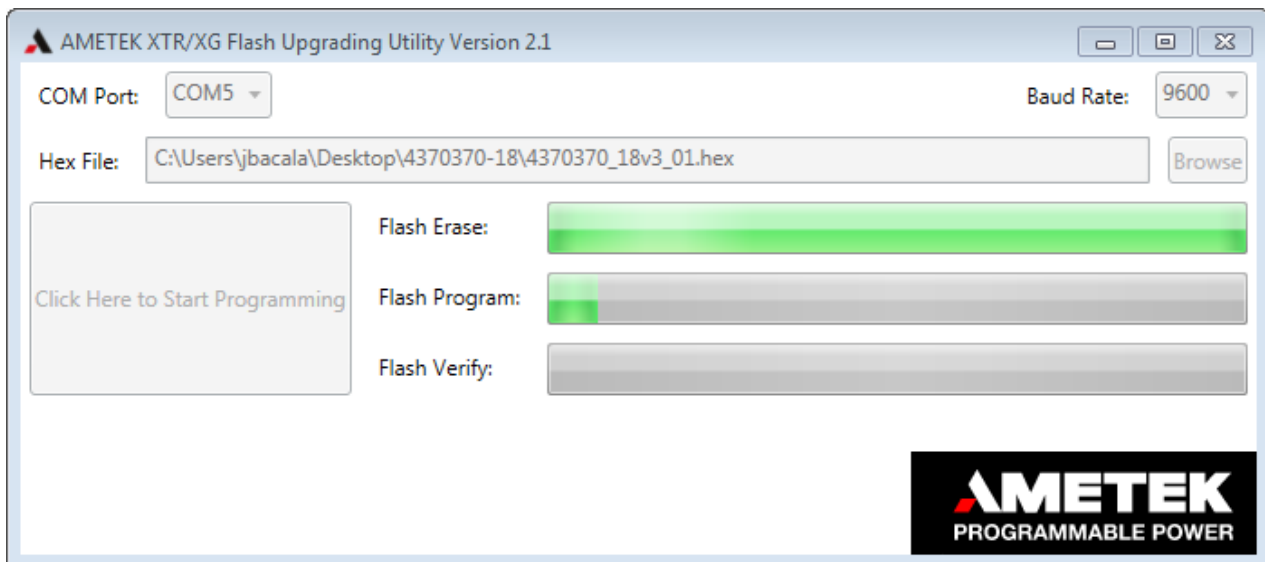 AMETEK XTR/XG Flash Upgrading Utility Version 2.1
COM Port: COM5 Baud Rate: 9600
Hex File: C:\Users\jbacala\Desktop\4370370-18\4370370_18v3_01.hex Browse
Flash Erase:
Click Here to Start Programming Flash Program:
Flash Verify:
AMETEK
PROGRAMMABLE POWER